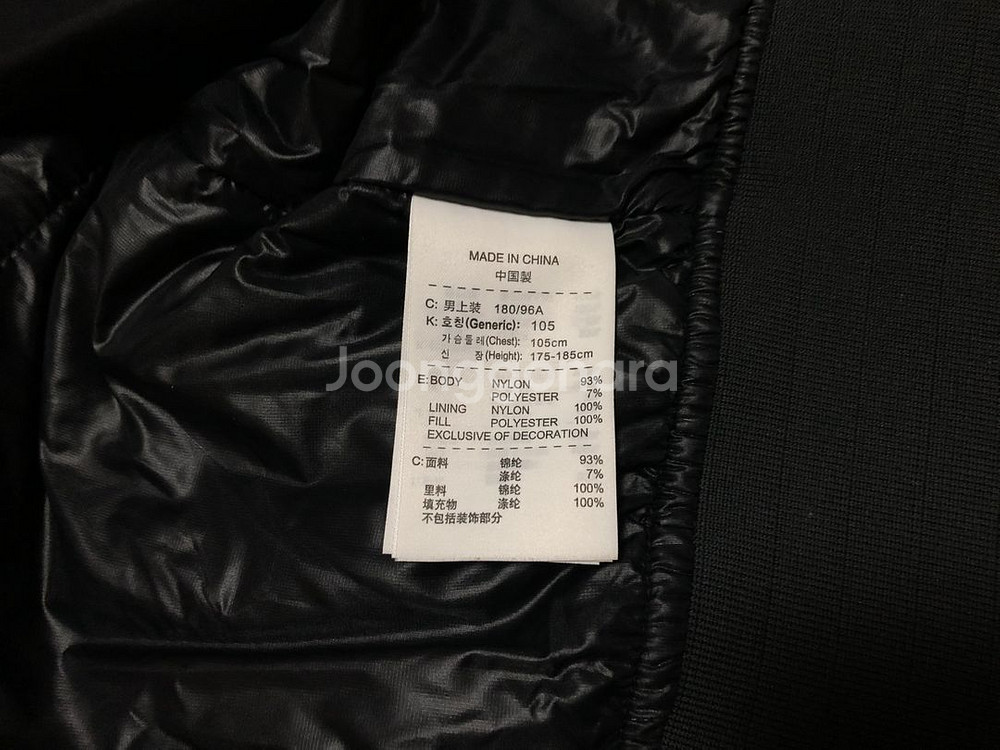 MADE IN CHINA
中国製
C: 男上装 180/96A
K: 호칭(Generic): 105
가슴둘레(Chest): 105cm
신 장(Height): 175-185cm
Joongonara
E: BODY NYLON 93%
POLYESTER 7%
LINING NYLON 100%
FILL POLYESTER 100%
EXCLUSIVE OF DECORATION
C: 面料 锦纶 93%
涤纶 7%
里料 锦纶 100%
填充物 涤纶 100%
不包括装饰部分